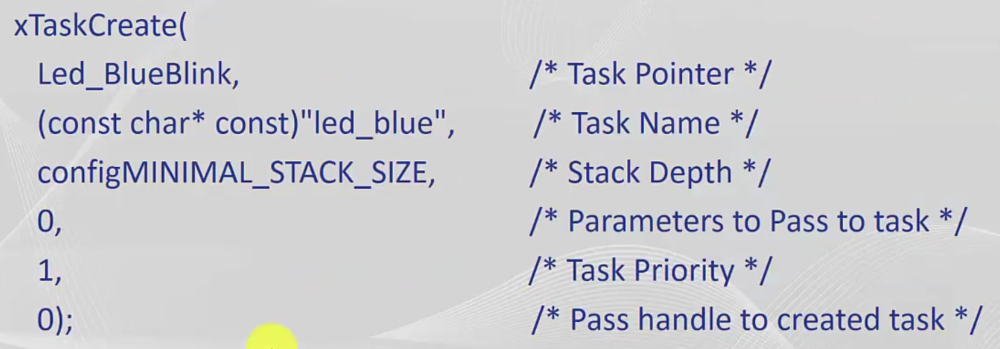 xTaskCreate(
Led_BlueBlink, /* Task Pointer */
(const char* const)"led_blue", /* Task Name */
configMINIMAL_STACK_SIZE, /* Stack Depth */
0, /* Parameters to Pass to task */
1, /* Task Priority */
0); /* Pass handle to created task */